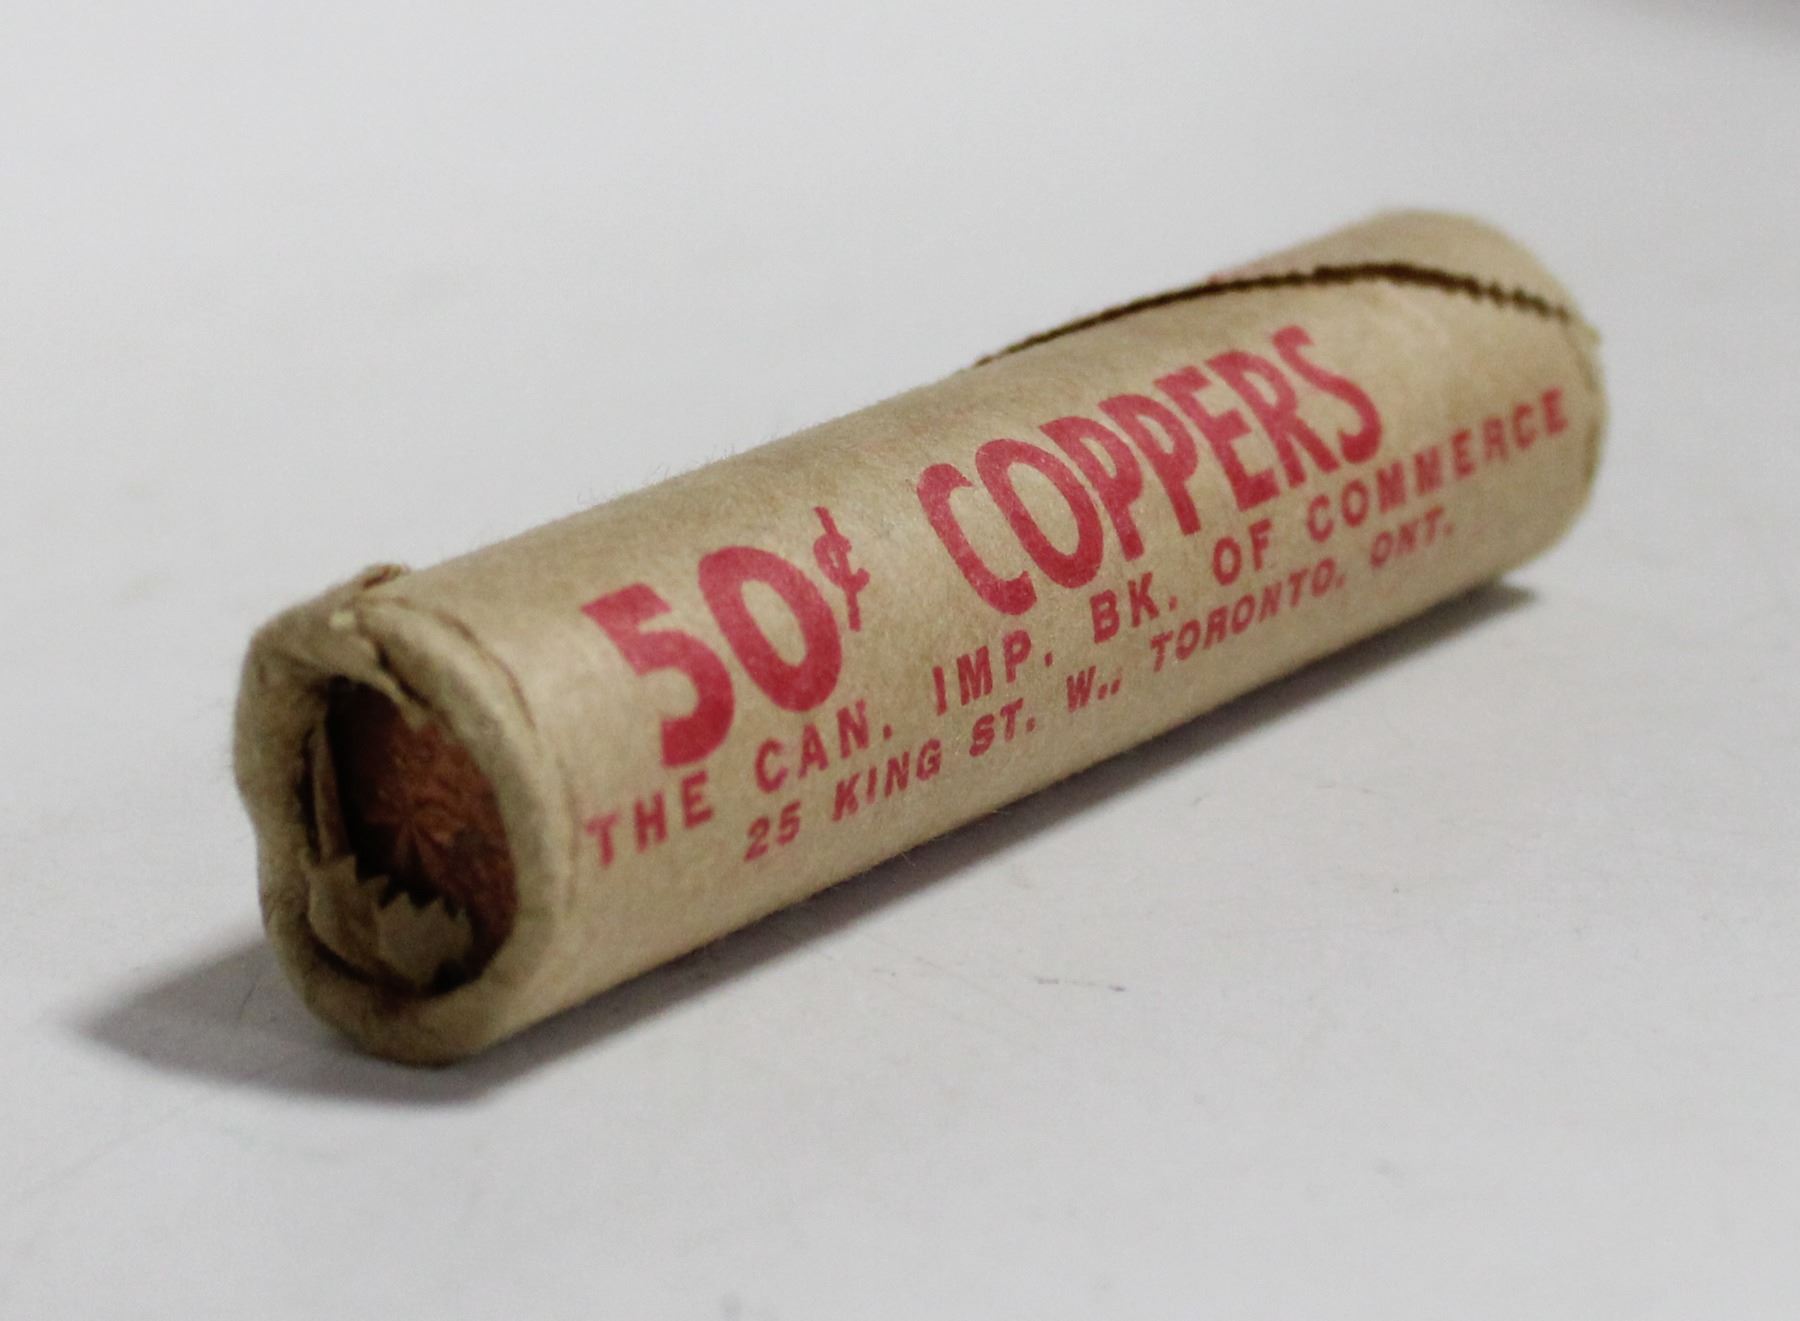 50¢ COPPERS
THE CAN. IMP. BK. OF COMMERCE
25 KING ST. W., TORONTO, ONT.